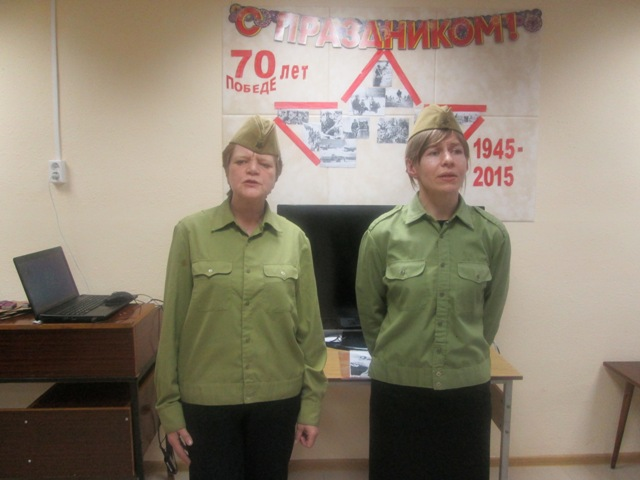 С ПРАЗДНИКОМ!
70 лет
ПОБЕДЕ
1945-
2015